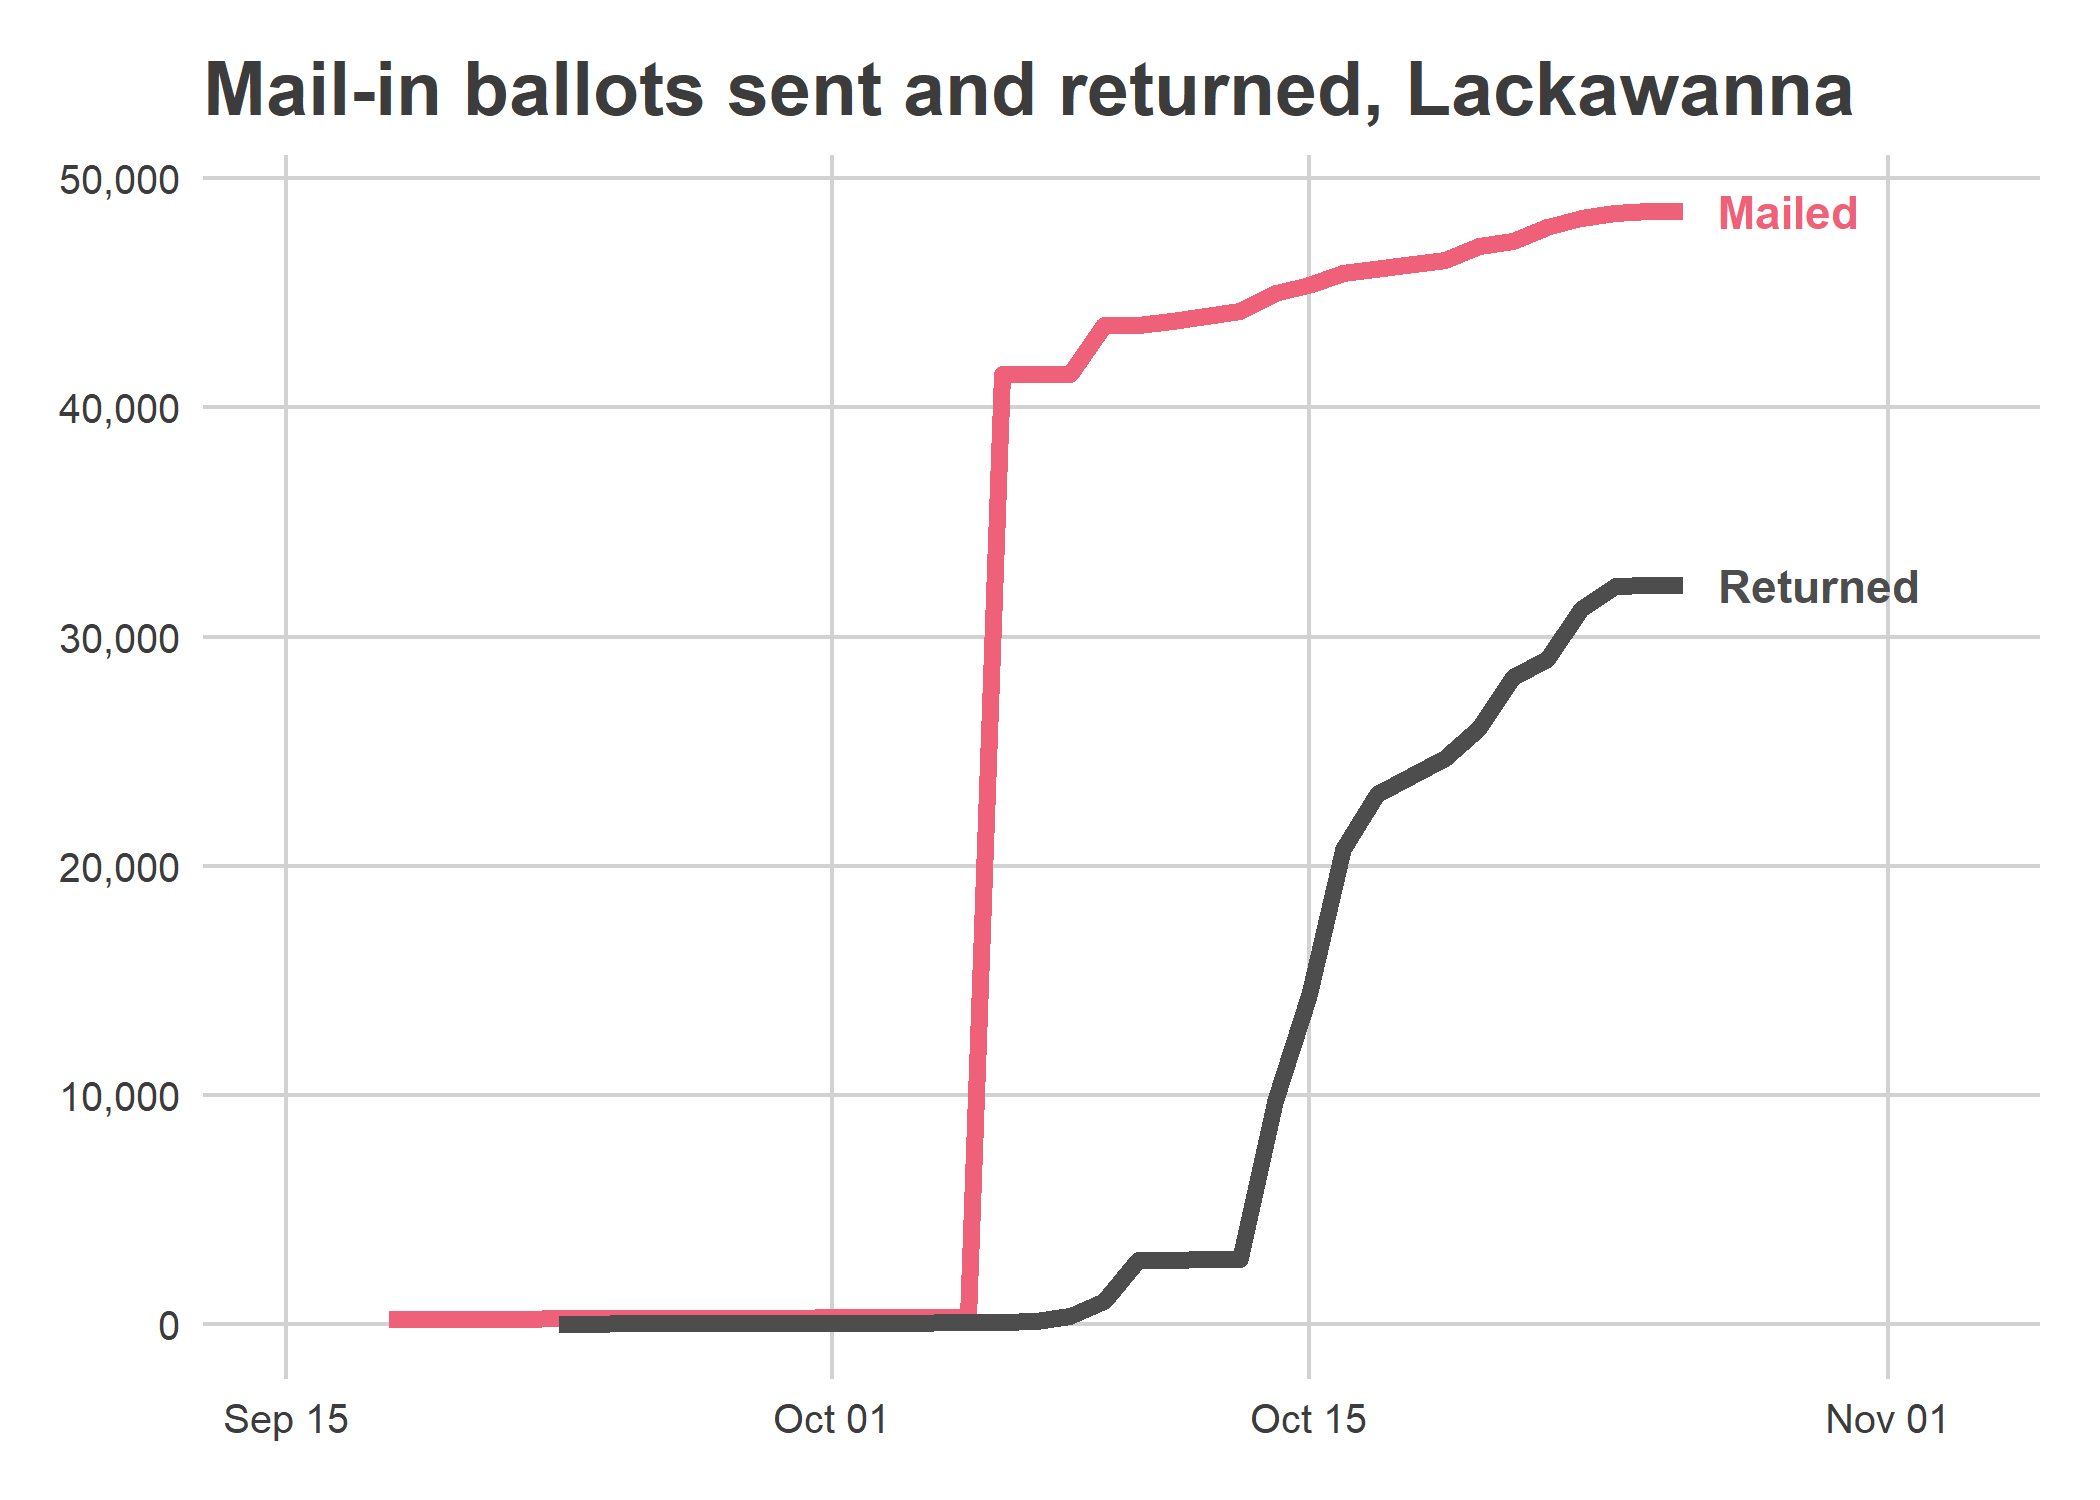 Mail-in ballots sent and returned, Lackawanna
50,000
Mailed
40,000
Returned
30,000
20,000
10,000
0
Sep 15
Oct 01
Oct 15
Nov 01